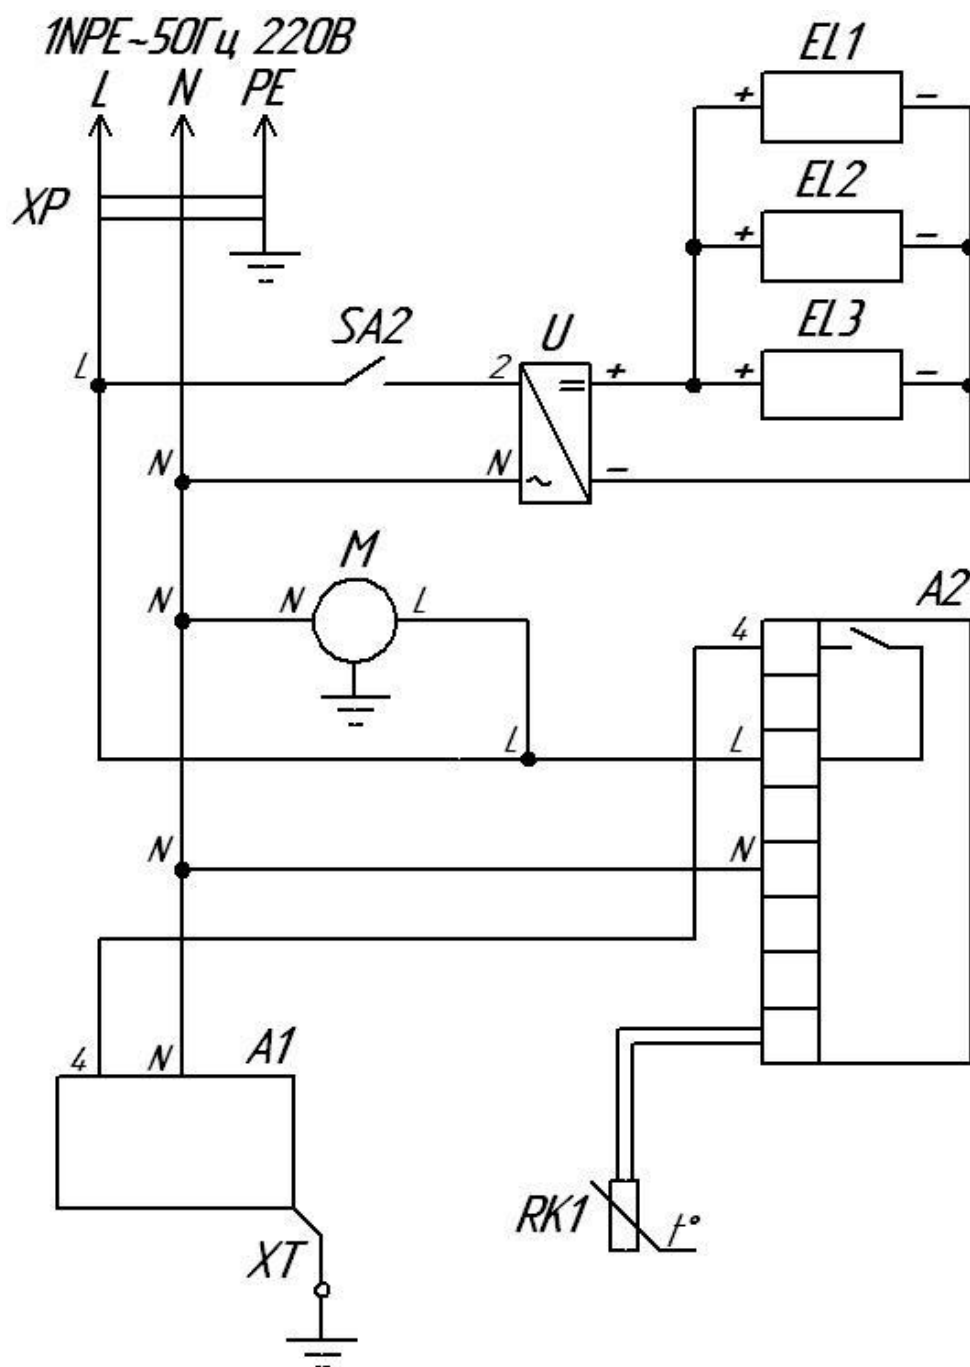 1NPE~50Гц 220В
L N PE
XP
EL1
+ −
EL2
+ −
EL3
+ −
SA2
U
L
2
+
N
N
−
M
N
N
L
A2
4
L
L
N
N
A1
4
N
RK1
t°
XT